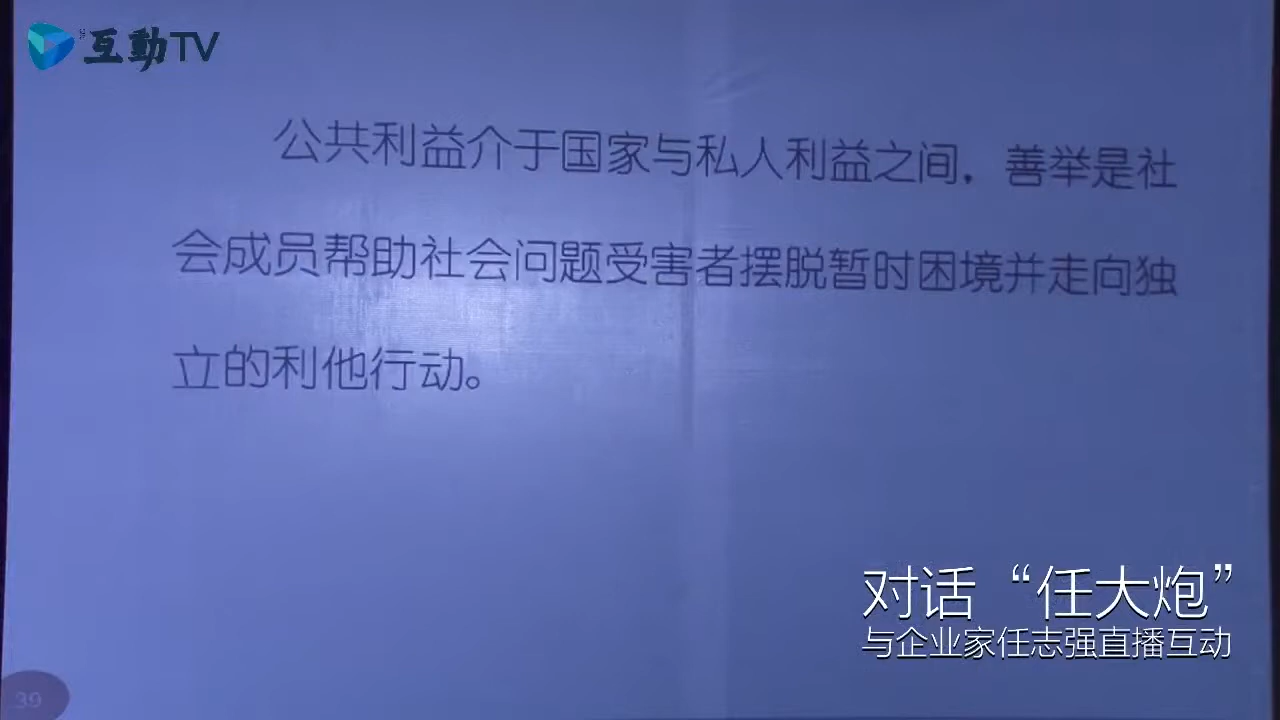 互動TV
公共利益介于国家与私人利益之间，善举是社
会成员帮助社会问题受害者摆脱暂时困境并走向独
立的利他行动。
对话“任大炮”
与企业家任志强直播互动
39